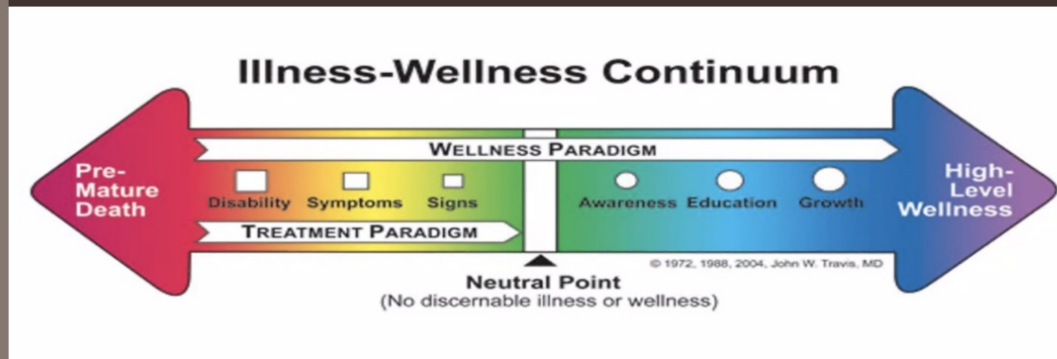 Illness-Wellness Continuum
WELLNESS PARADIGM
Pre-
Mature
Death
Disability Symptoms Signs
Awareness Education Growth
High-
Level
Wellness
TREATMENT PARADIGM
© 1972, 1988, 2004, John W. Travis, MD
Neutral Point
(No discernable illness or wellness)